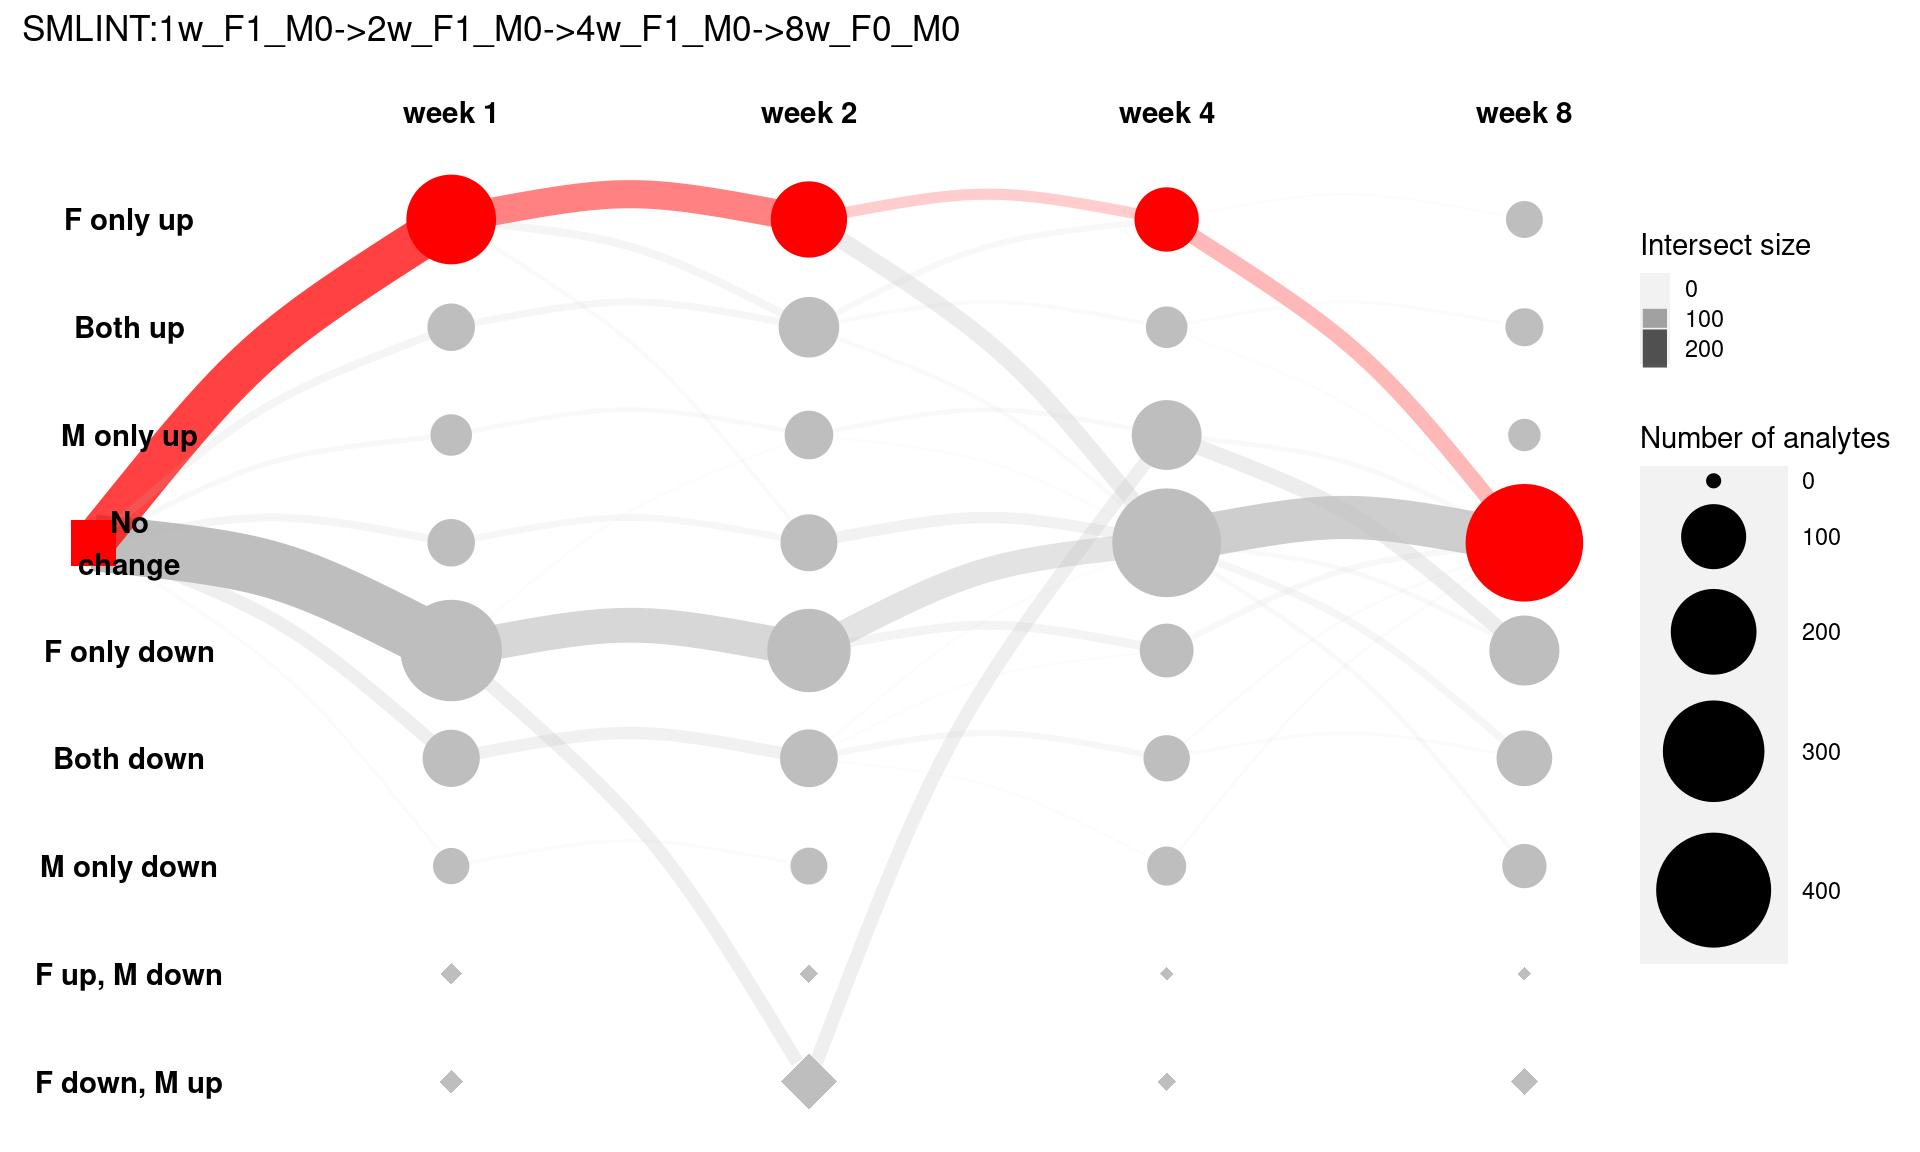 SMLINT:1w_F1_M0->2w_F1_M0->4w_F1_M0->8w_F0_M0
week 1
week 2
week 4
week 8
F only up
Both up
M only up
No
change
F only down
Both down
M only down
F up, M down
F down, M up
Intersect size
0
100
200
Number of analytes
0
100
200
300
400